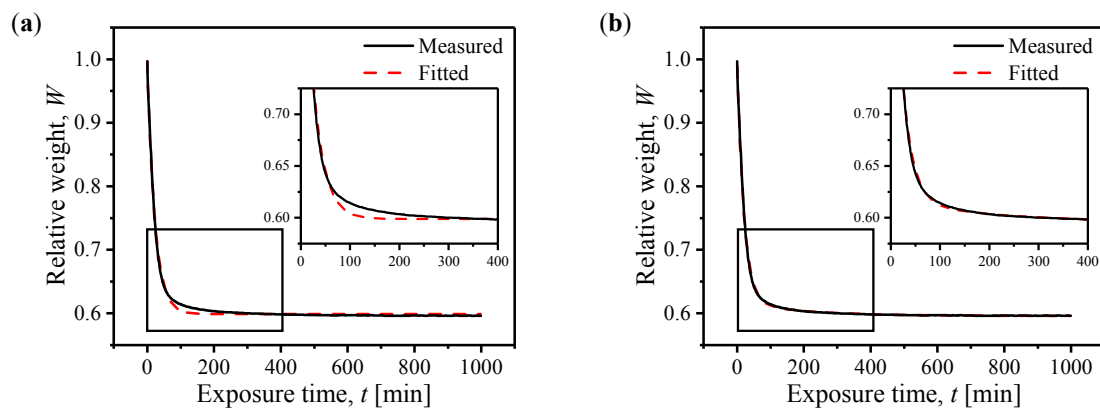 (a)
Relative weight, W
1.0
0.9
0.8
0.7
0.6
Measured
Fitted
0.70
0.65
0.60
0 100 200 300 400
0 200 400 600 800 1000
Exposure time, t [min]
(b)
Relative weight, W
1.0
0.9
0.8
0.7
0.6
Measured
Fitted
0.70
0.65
0.60
0 100 200 300 400
0 200 400 600 800 1000
Exposure time, t [min]